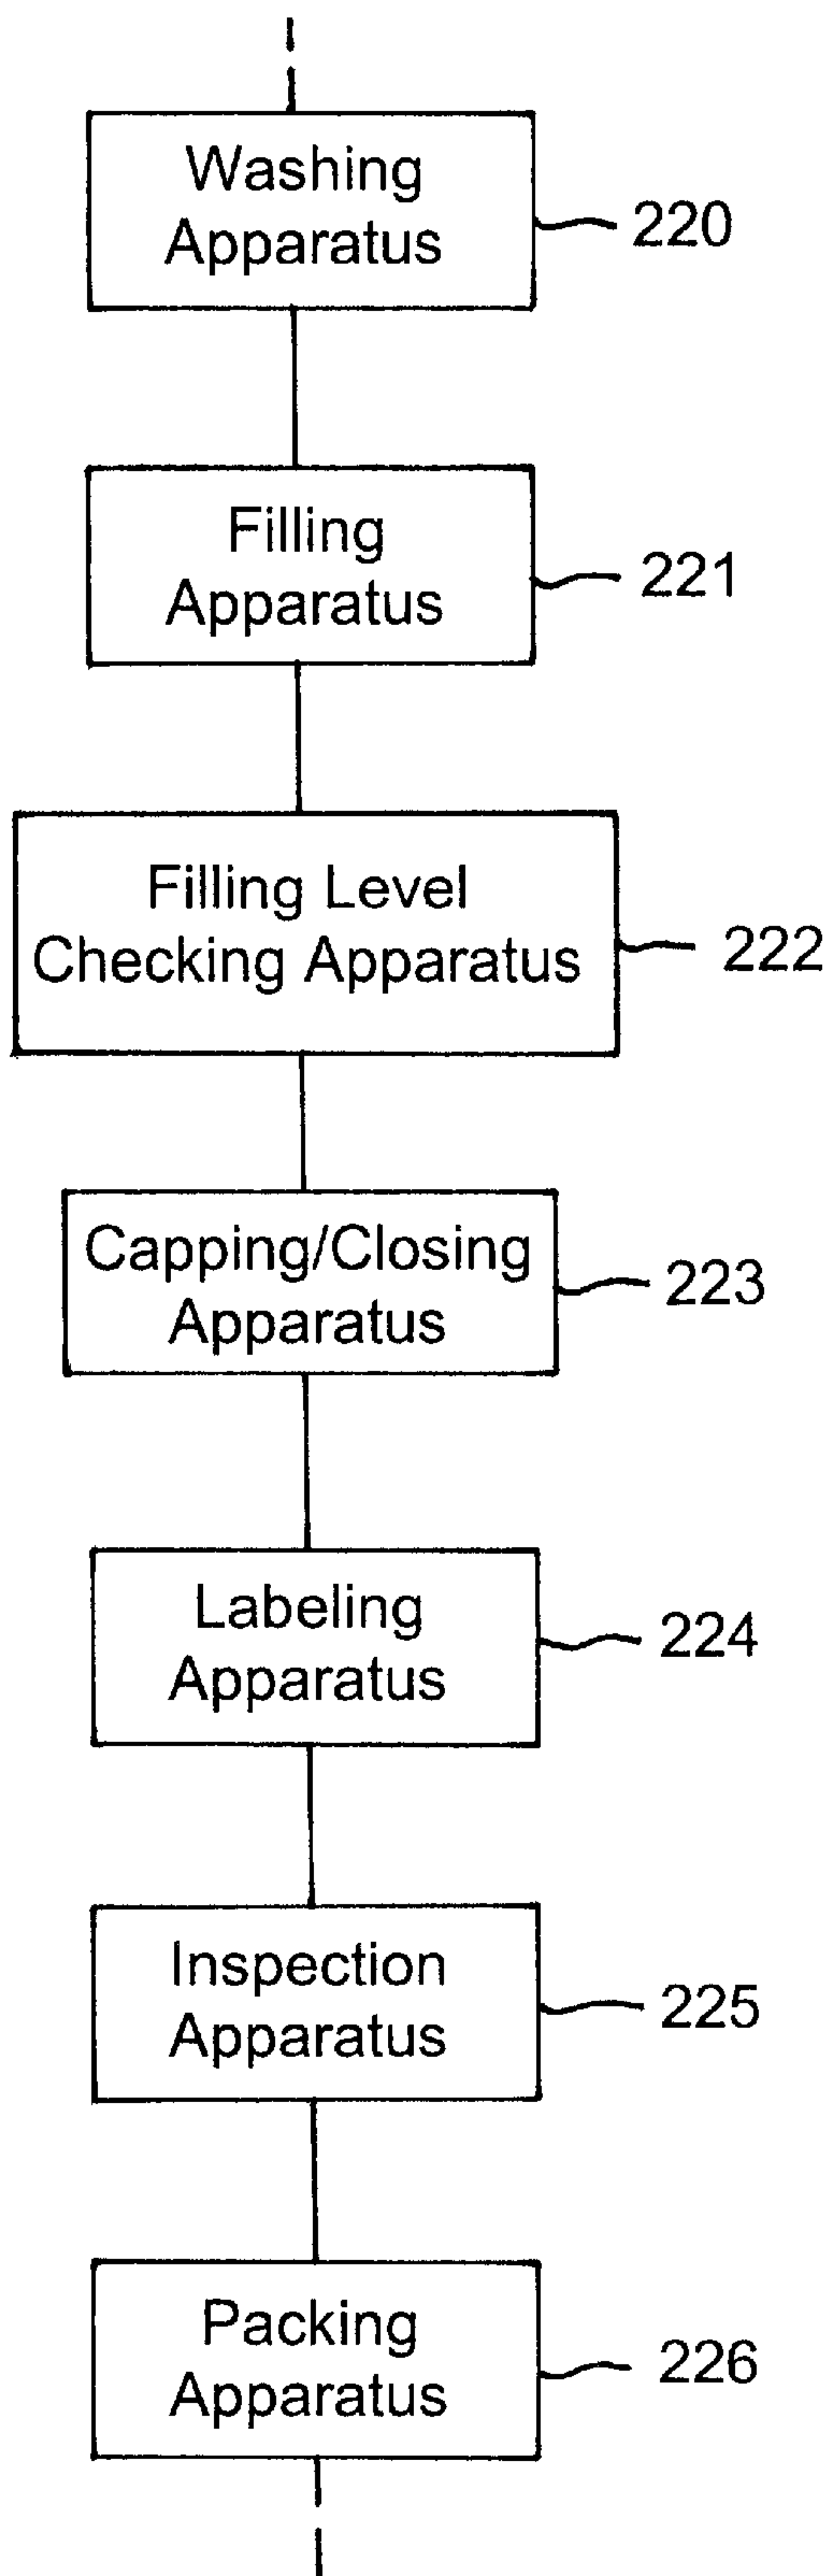 Washing
Apparatus
220
Filling
Apparatus
221
Filling Level
Checking Apparatus
222
Capping/Closing
Apparatus
223
Labeling
Apparatus
224
Inspection
Apparatus
225
Packing
Apparatus
226